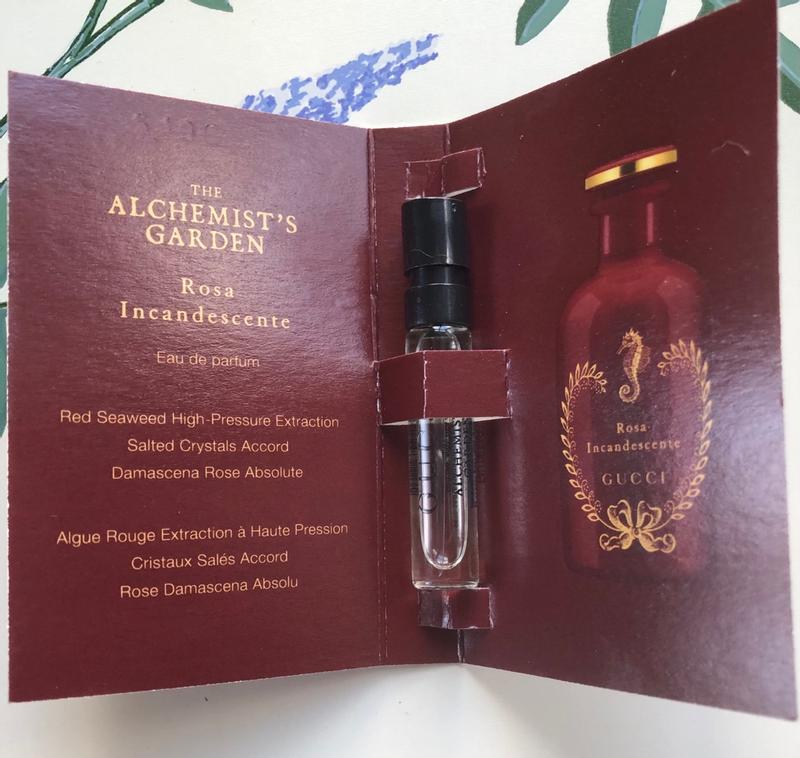 THE
ALCHEMIST'S
GARDEN
Rosa
Incandescente
Eau de parfum
Red Seaweed High-Pressure Extraction
Salted Crystals Accord
Damascena Rose Absolute
Algue Rouge Extraction à Haute Pression
Cristaux Salés Accord
Rose Damascena Absolu
ALCHEMIS
Rosa
Incandescente
GUCCI